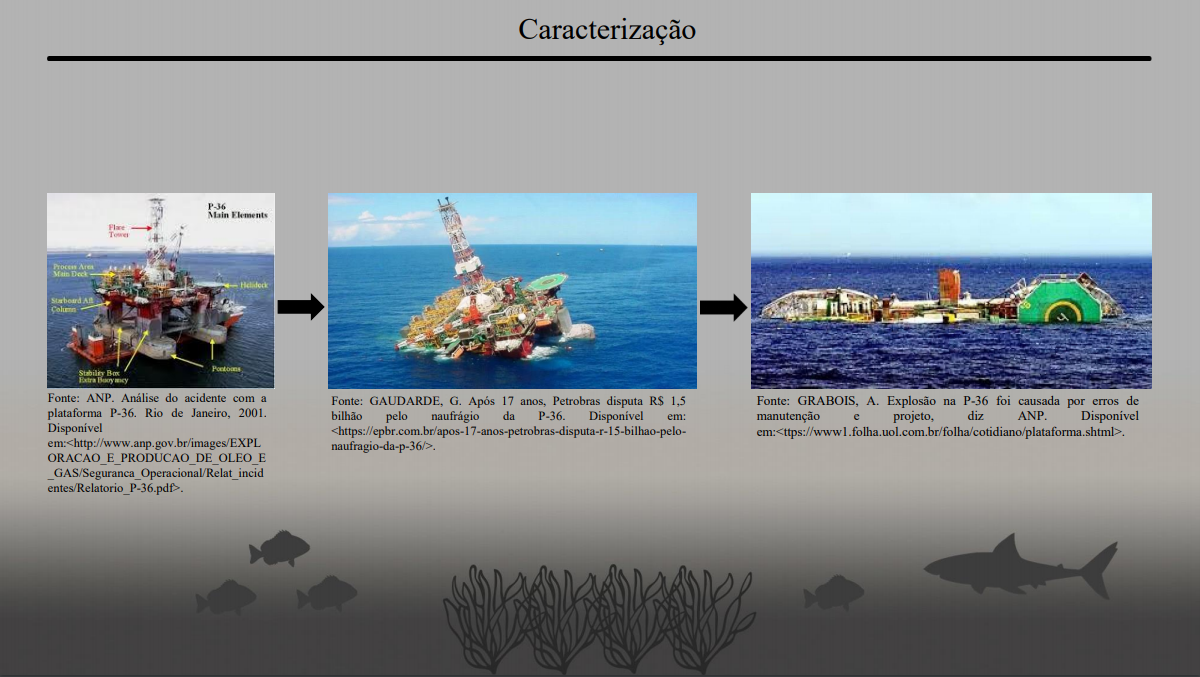 Caracterização
P-36
Main Elements
Flare
Tower
Process Area
Main Deck
Helideck
Starboard Aft
Column
Stability Box
Extra Buoyancy
Pontoons
Fonte: ANP. Análise do acidente com a
plataforma P-36. Rio de Janeiro, 2001.
Disponível
em:<http://www.anp.gov.br/images/EXPL
ORACAO_E_PRODUCAO_DE_OLEO_E
_GAS/Seguranca_Operacional/Relat_incid
entes/Relatorio_P-36.pdf>.
Fonte: GAUDARDE, G. Após 17 anos, Petrobras disputa R$ 1,5
bilhão pelo naufrágio da P-36. Disponível em:
<https://epbr.com.br/apos-17-anos-petrobras-disputa-r-15-bilhao-pelo-
naufragio-da-p-36/>.
Fonte: GRABOIS, A. Explosão na P-36 foi causada por erros de
manutenção e projeto, diz ANP. Disponível
em:<ttps://www1.folha.uol.com.br/folha/cotidiano/plataforma.shtml>.